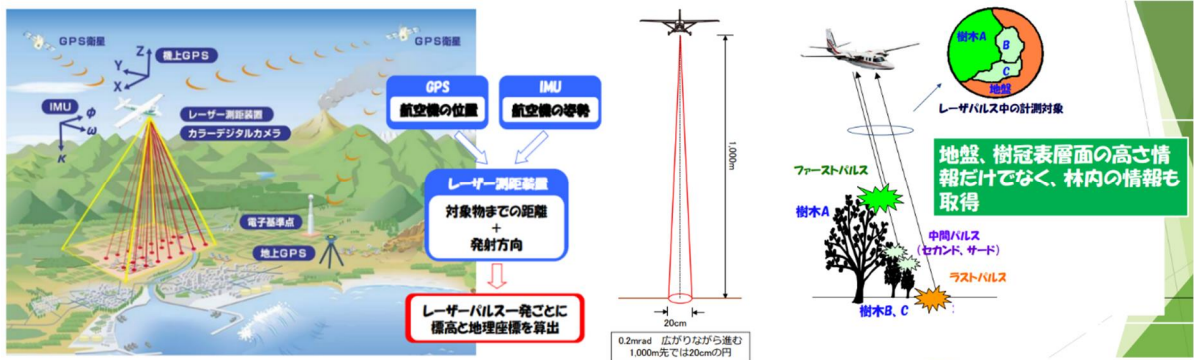 GPS衛星
Z
機上GPS
GPS衛星
Y
X
IMU
φ
ω
κ
レーザー測距装置
カラーデジタルカメラ
電子基準点
地上GPS
GPS
航空機の位置
IMU
航空機の姿勢
レーザー測距装置
対象物までの距離
+
発射方向
レーザーパルス一発ごとに
標高と地理座標を算出
1,000m
20cm
0.2mrad 広がりながら進む
1,000m先では20cmの円
樹木A
B
C
地盤
レーザパルス中の計測対象
地盤、樹冠表層面の高さ情
報だけでなく、林内の情報も
取得
ファーストパルス
樹木A
中間パルス
(セカンド、サード)
ラストパルス
樹木B、C